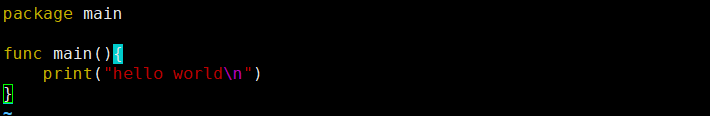 package main

func main(){
    print("hello world\n")
}
~